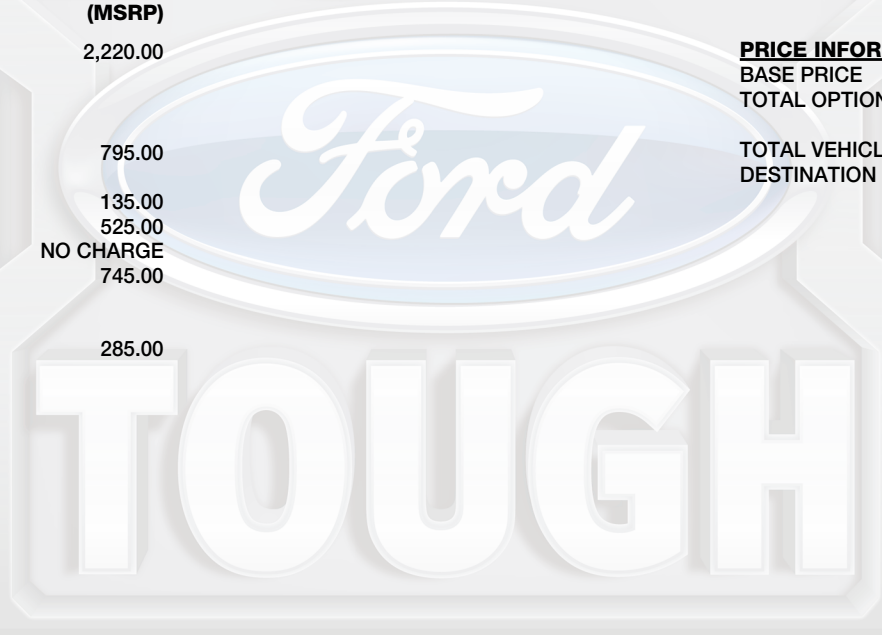 (MSRP)
2,220.00
795.00
135.00
525.00
NO CHARGE
745.00
285.00
PRICE INFOR
BASE PRICE
TOTAL OPTION
TOTAL VEHICL
DESTINATION
Ford
TOUGH